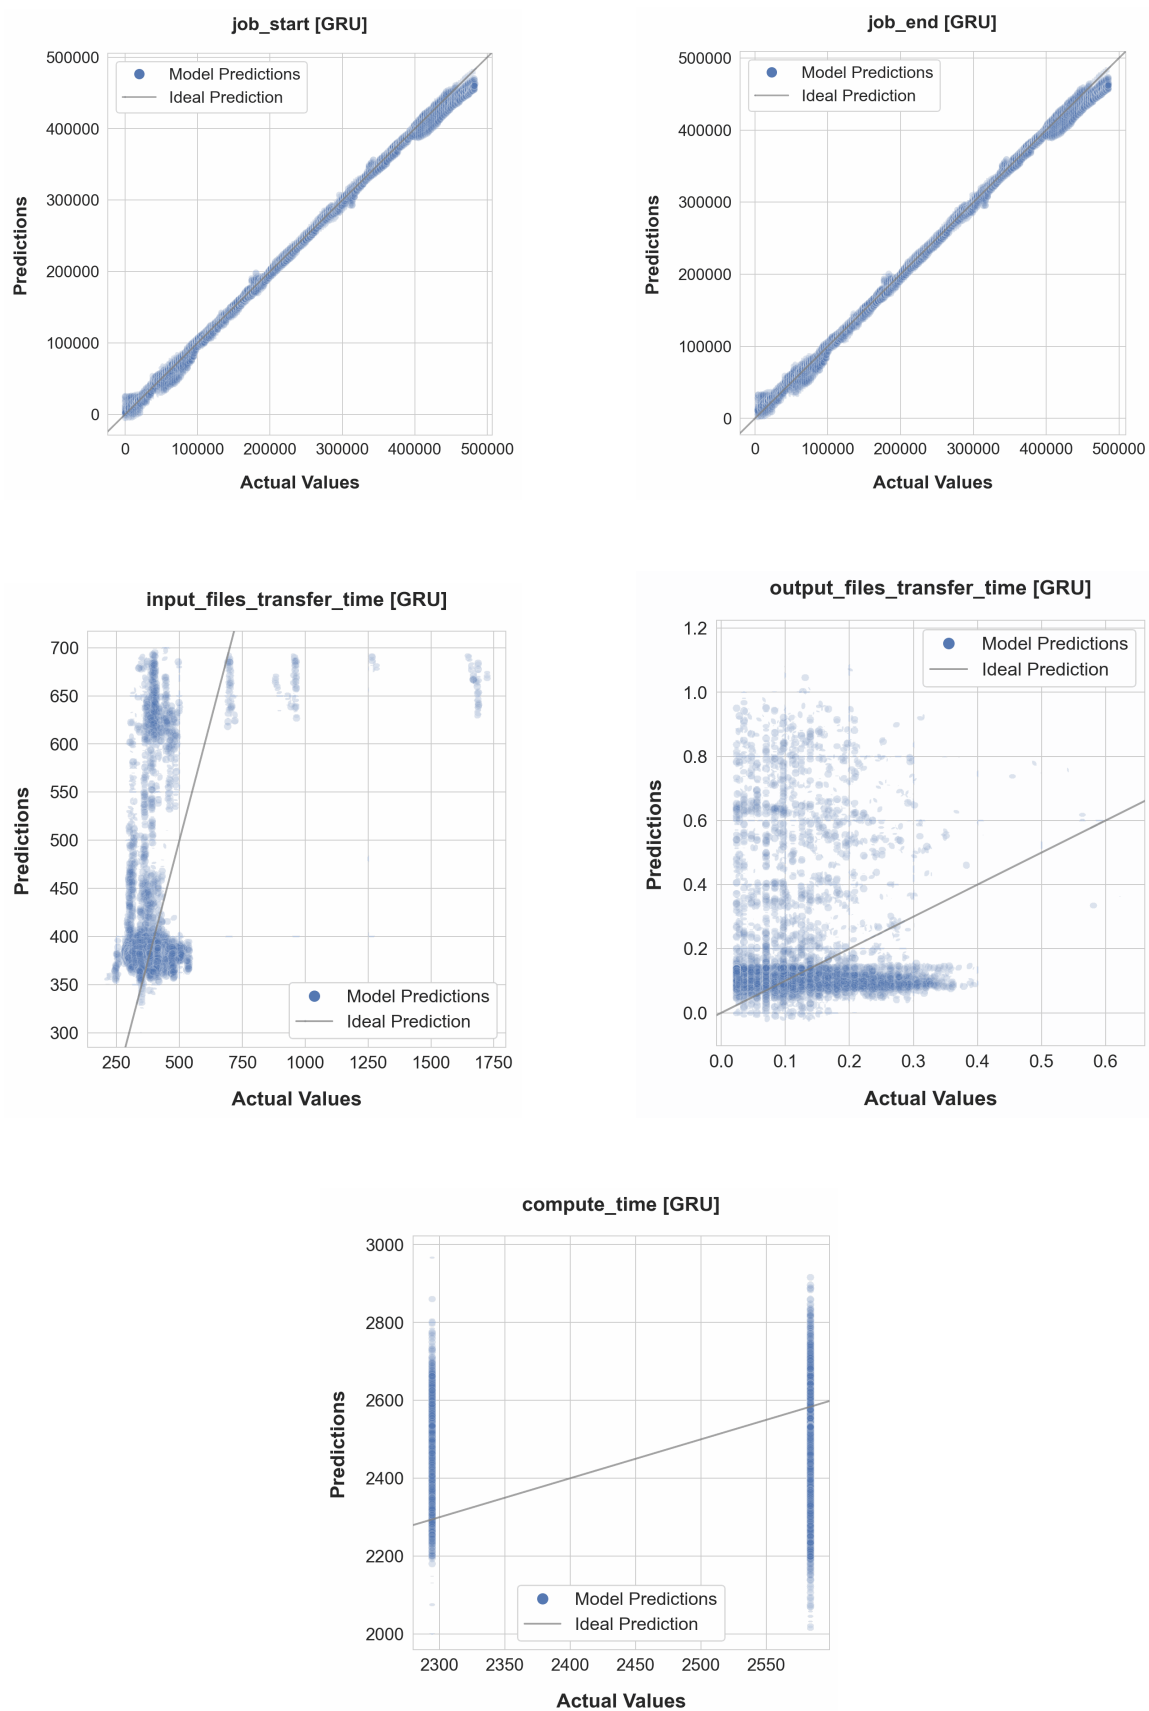 job_start [GRU]
500000
400000
300000
200000
100000
0
Predictions
Model Predictions
Ideal Prediction
0 100000 200000 300000 400000 500000
Actual Values
job_end [GRU]
500000
400000
300000
200000
100000
0
Predictions
Model Predictions
Ideal Prediction
0 100000 200000 300000 400000 500000
Actual Values
input_files_transfer_time [GRU]
700
650
600
550
500
450
400
350
300
Predictions
Model Predictions
Ideal Prediction
250 500 750 1000 1250 1500 1750
Actual Values
output_files_transfer_time [GRU]
1.2
1.0
0.8
0.6
0.4
0.2
0.0
Predictions
Model Predictions
Ideal Prediction
0.0 0.1 0.2 0.3 0.4 0.5 0.6
Actual Values
compute_time [GRU]
3000
2800
2600
2400
2200
2000
Predictions
Model Predictions
Ideal Prediction
2300 2350 2400 2450 2500 2550
Actual Values